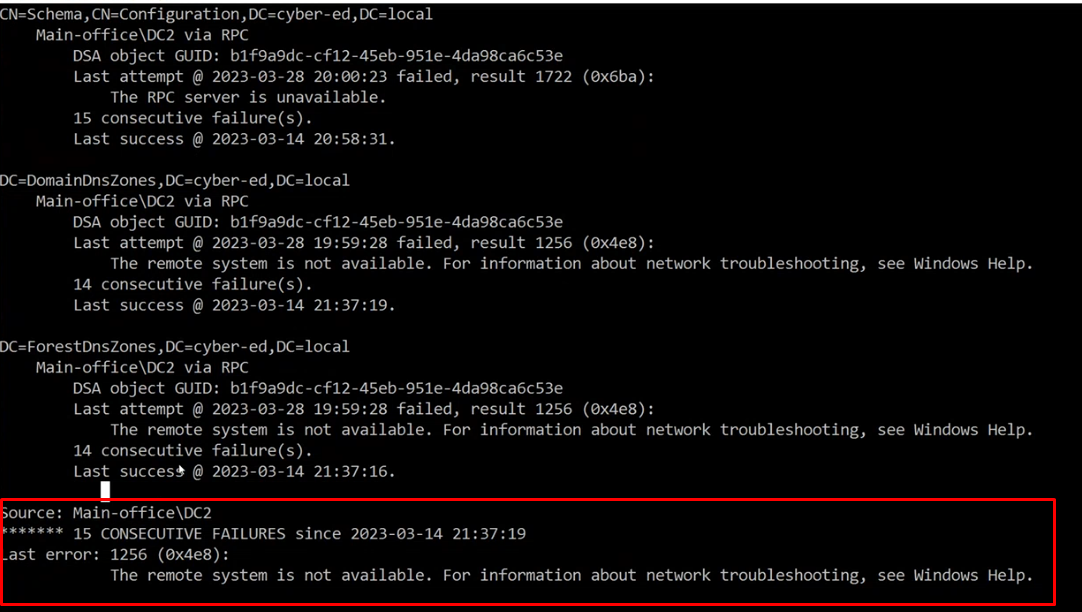 CN=Schema,CN=Configuration,DC=cyber-ed,DC=local
Main-office\DC2 via RPC
DSA object GUID: b1f9a9dc-cf12-45eb-951e-4da98ca6c53e
Last attempt @ 2023-03-28 20:00:23 failed, result 1722 (0x6ba):
The RPC server is unavailable.
15 consecutive failure(s).
Last success @ 2023-03-14 20:58:31.
DC=DomainDnsZones,DC=cyber-ed,DC=local
Main-office\DC2 via RPC
DSA object GUID: b1f9a9dc-cf12-45eb-951e-4da98ca6c53e
Last attempt @ 2023-03-28 19:59:28 failed, result 1256 (0x4e8):
The remote system is not available. For information about network troubleshooting, see Windows Help.
14 consecutive failure(s).
Last success @ 2023-03-14 21:37:19.
DC=ForestDnsZones,DC=cyber-ed,DC=local
Main-office\DC2 via RPC
DSA object GUID: b1f9a9dc-cf12-45eb-951e-4da98ca6c53e
Last attempt @ 2023-03-28 19:59:28 failed, result 1256 (0x4e8):
The remote system is not available. For information about network troubleshooting, see Windows Help.
14 consecutive failure(s).
Last success @ 2023-03-14 21:37:16.
Source: Main-office\DC2
******* 15 CONSECUTIVE FAILURES since 2023-03-14 21:37:19
Last error: 1256 (0x4e8):
The remote system is not available. For information about network troubleshooting, see Windows Help.